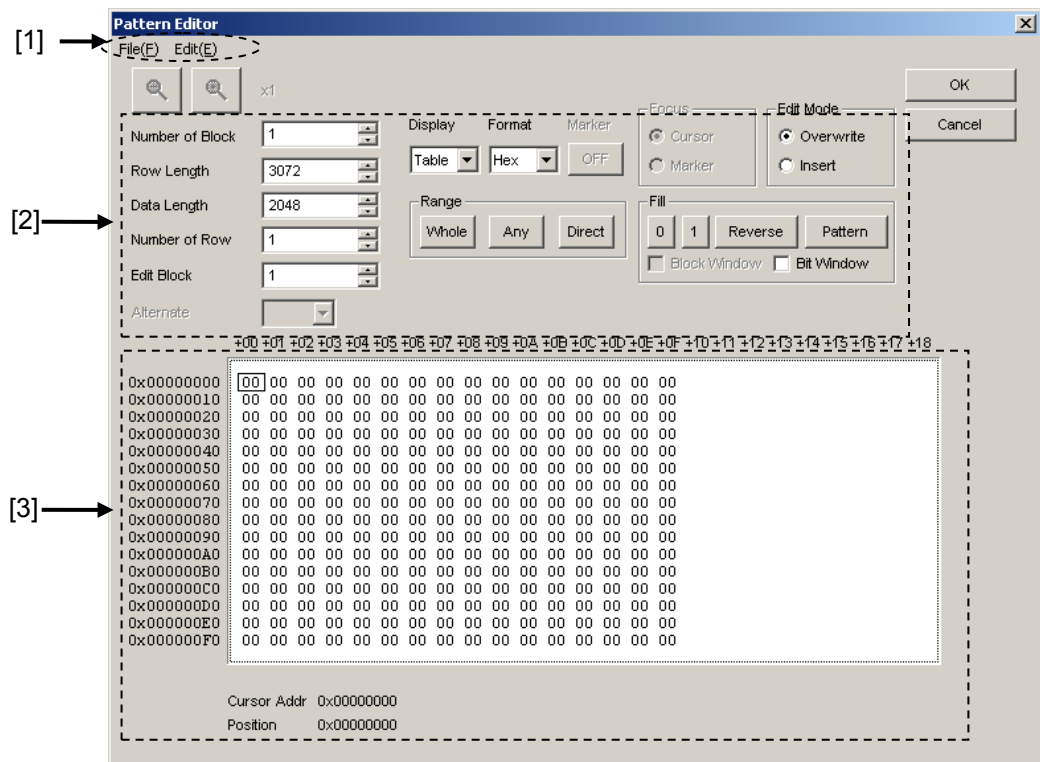 Pattern Editor
[1]
File(F) Edit(E)
x1
OK
Cancel
[2]
Number of Block 1
Row Length 3072
Data Length 2048
Number of Row 1
Edit Block 1
Alternate
Display Format Marker
Table Hex OFF
Focus
Cursor
Marker
Edit Mode
Overwrite
Insert
Range
Whole Any Direct
Fill
0 1 Reverse Pattern
Block Window Bit Window
[3]
+00 +01 +02 +03 +04 +05 +06 +07 +08 +09 +0A +0B +0C +0D +0E +0F +10 +11 +12 +13 +14 +15 +16 +17 +18
0x00000000 00 00 00 00 00 00 00 00 00 00 00 00 00 00 00 00
0x00000010 00 00 00 00 00 00 00 00 00 00 00 00 00 00 00 00
0x00000020 00 00 00 00 00 00 00 00 00 00 00 00 00 00 00 00
0x00000030 00 00 00 00 00 00 00 00 00 00 00 00 00 00 00 00
0x00000040 00 00 00 00 00 00 00 00 00 00 00 00 00 00 00 00
0x00000050 00 00 00 00 00 00 00 00 00 00 00 00 00 00 00 00
0x00000060 00 00 00 00 00 00 00 00 00 00 00 00 00 00 00 00
0x00000070 00 00 00 00 00 00 00 00 00 00 00 00 00 00 00 00
0x00000080 00 00 00 00 00 00 00 00 00 00 00 00 00 00 00 00
0x00000090 00 00 00 00 00 00 00 00 00 00 00 00 00 00 00 00
0x000000A0 00 00 00 00 00 00 00 00 00 00 00 00 00 00 00 00
0x000000B0 00 00 00 00 00 00 00 00 00 00 00 00 00 00 00 00
0x000000C0 00 00 00 00 00 00 00 00 00 00 00 00 00 00 00 00
0x000000D0 00 00 00 00 00 00 00 00 00 00 00 00 00 00 00 00
0x000000E0 00 00 00 00 00 00 00 00 00 00 00 00 00 00 00 00
0x000000F0 00 00 00 00 00 00 00 00 00 00 00 00 00 00 00 00
Cursor Addr 0x00000000
Position 0x00000000